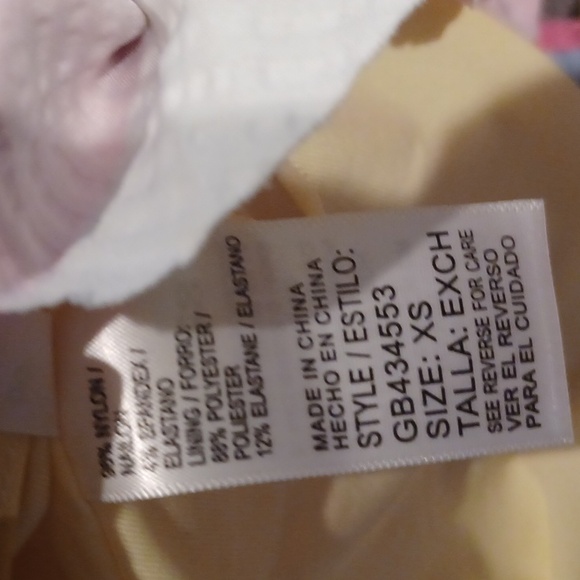 NYLON /
NAILON
4% SPANDEX /
ELASTANO
LINING / FORRO:
88% POLYESTER /
POLIESTER
12% ELASTANE / ELASTANO
MADE IN CHINA
HECHO EN CHINA
STYLE / ESTILO:
GB434553
SIZE: XS
TALLA: EXCH
SEE REVERSE FOR CARE
VER EL REVERSO
PARA EL CUIDADO